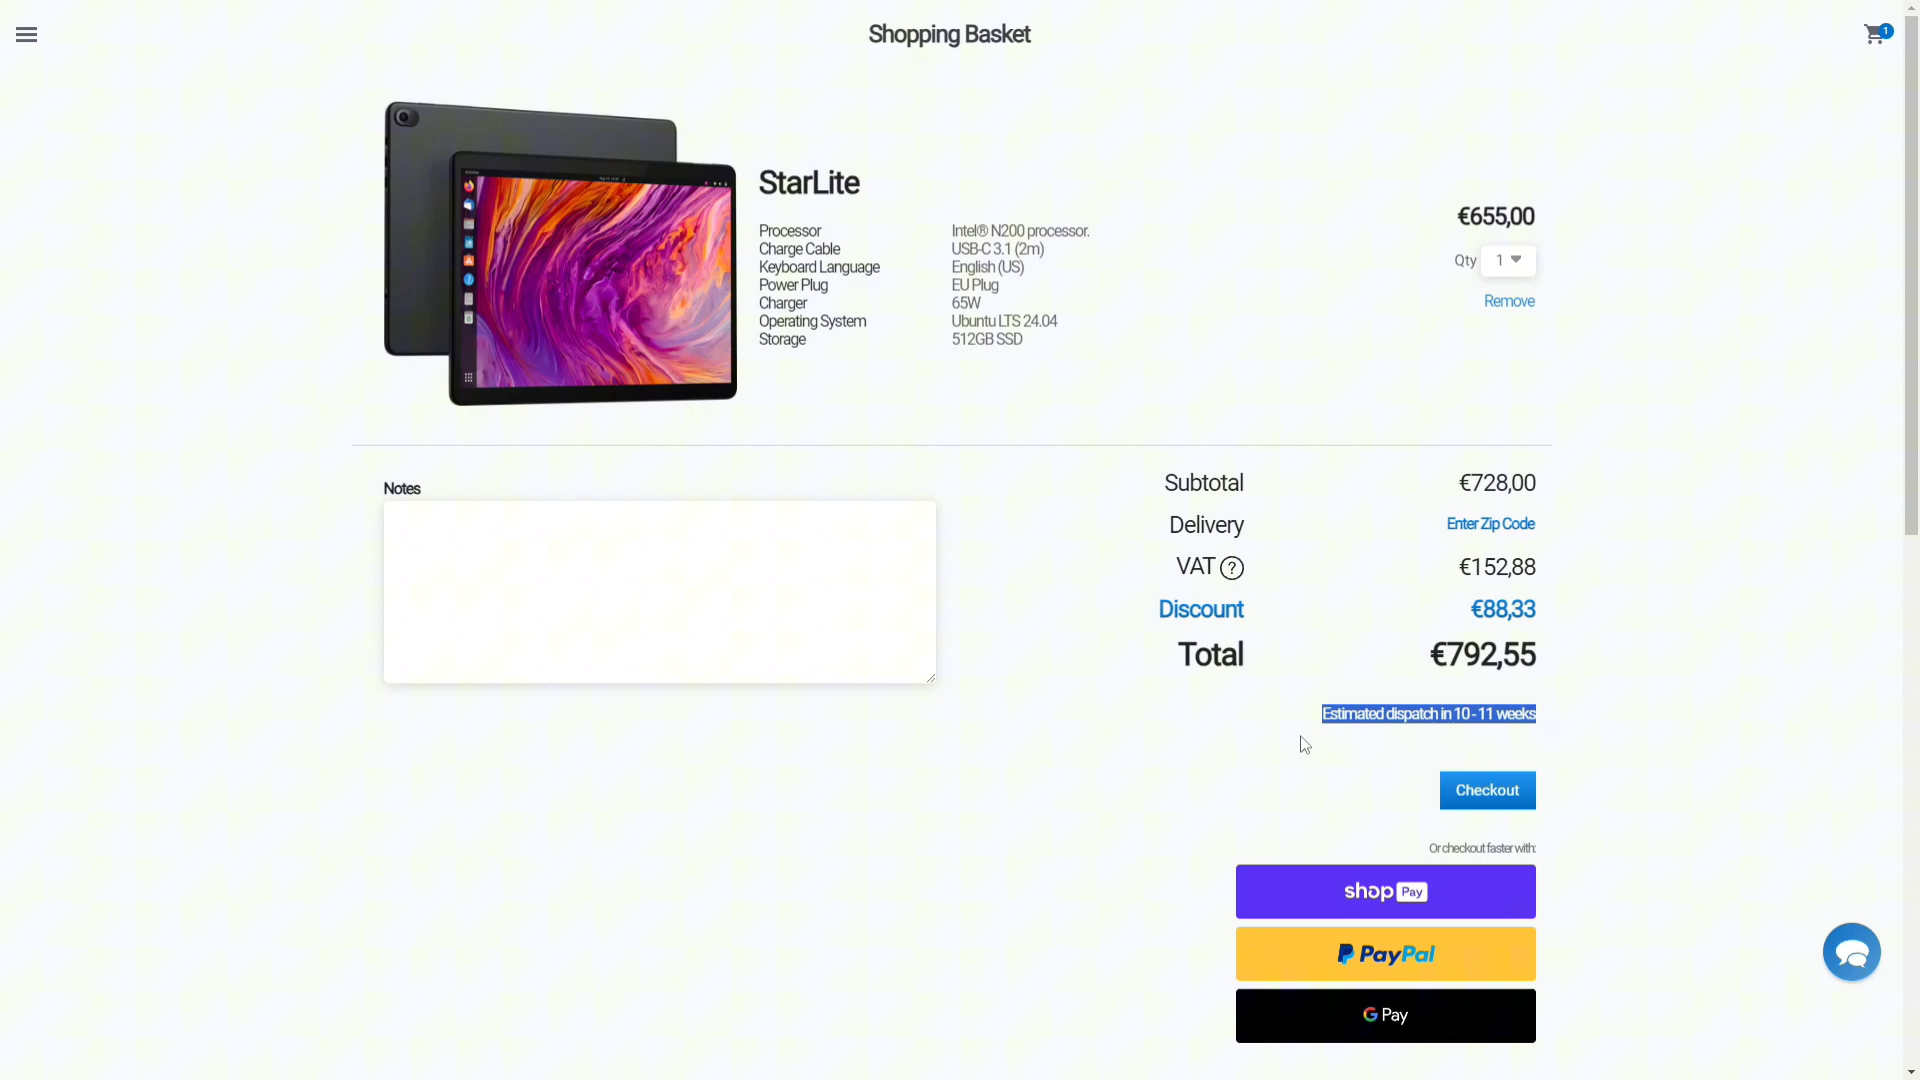 Shopping Basket
1
StarLite
Processor Intel® N200 processor.
Charge Cable USB-C 3.1 (2m)
Keyboard Language English (US)
Power Plug EU Plug
Charger 65W
Operating System Ubuntu LTS 24.04
Storage 512GB SSD
€655,00
Qty 1
Remove
Notes
Subtotal €728,00
Delivery Enter Zip Code
VAT ? €152,88
Discount €88,33
Total €792,55
Estimated dispatch in 10 - 11 weeks
Checkout
Or checkout faster with:
shop Pay
PayPal
G Pay